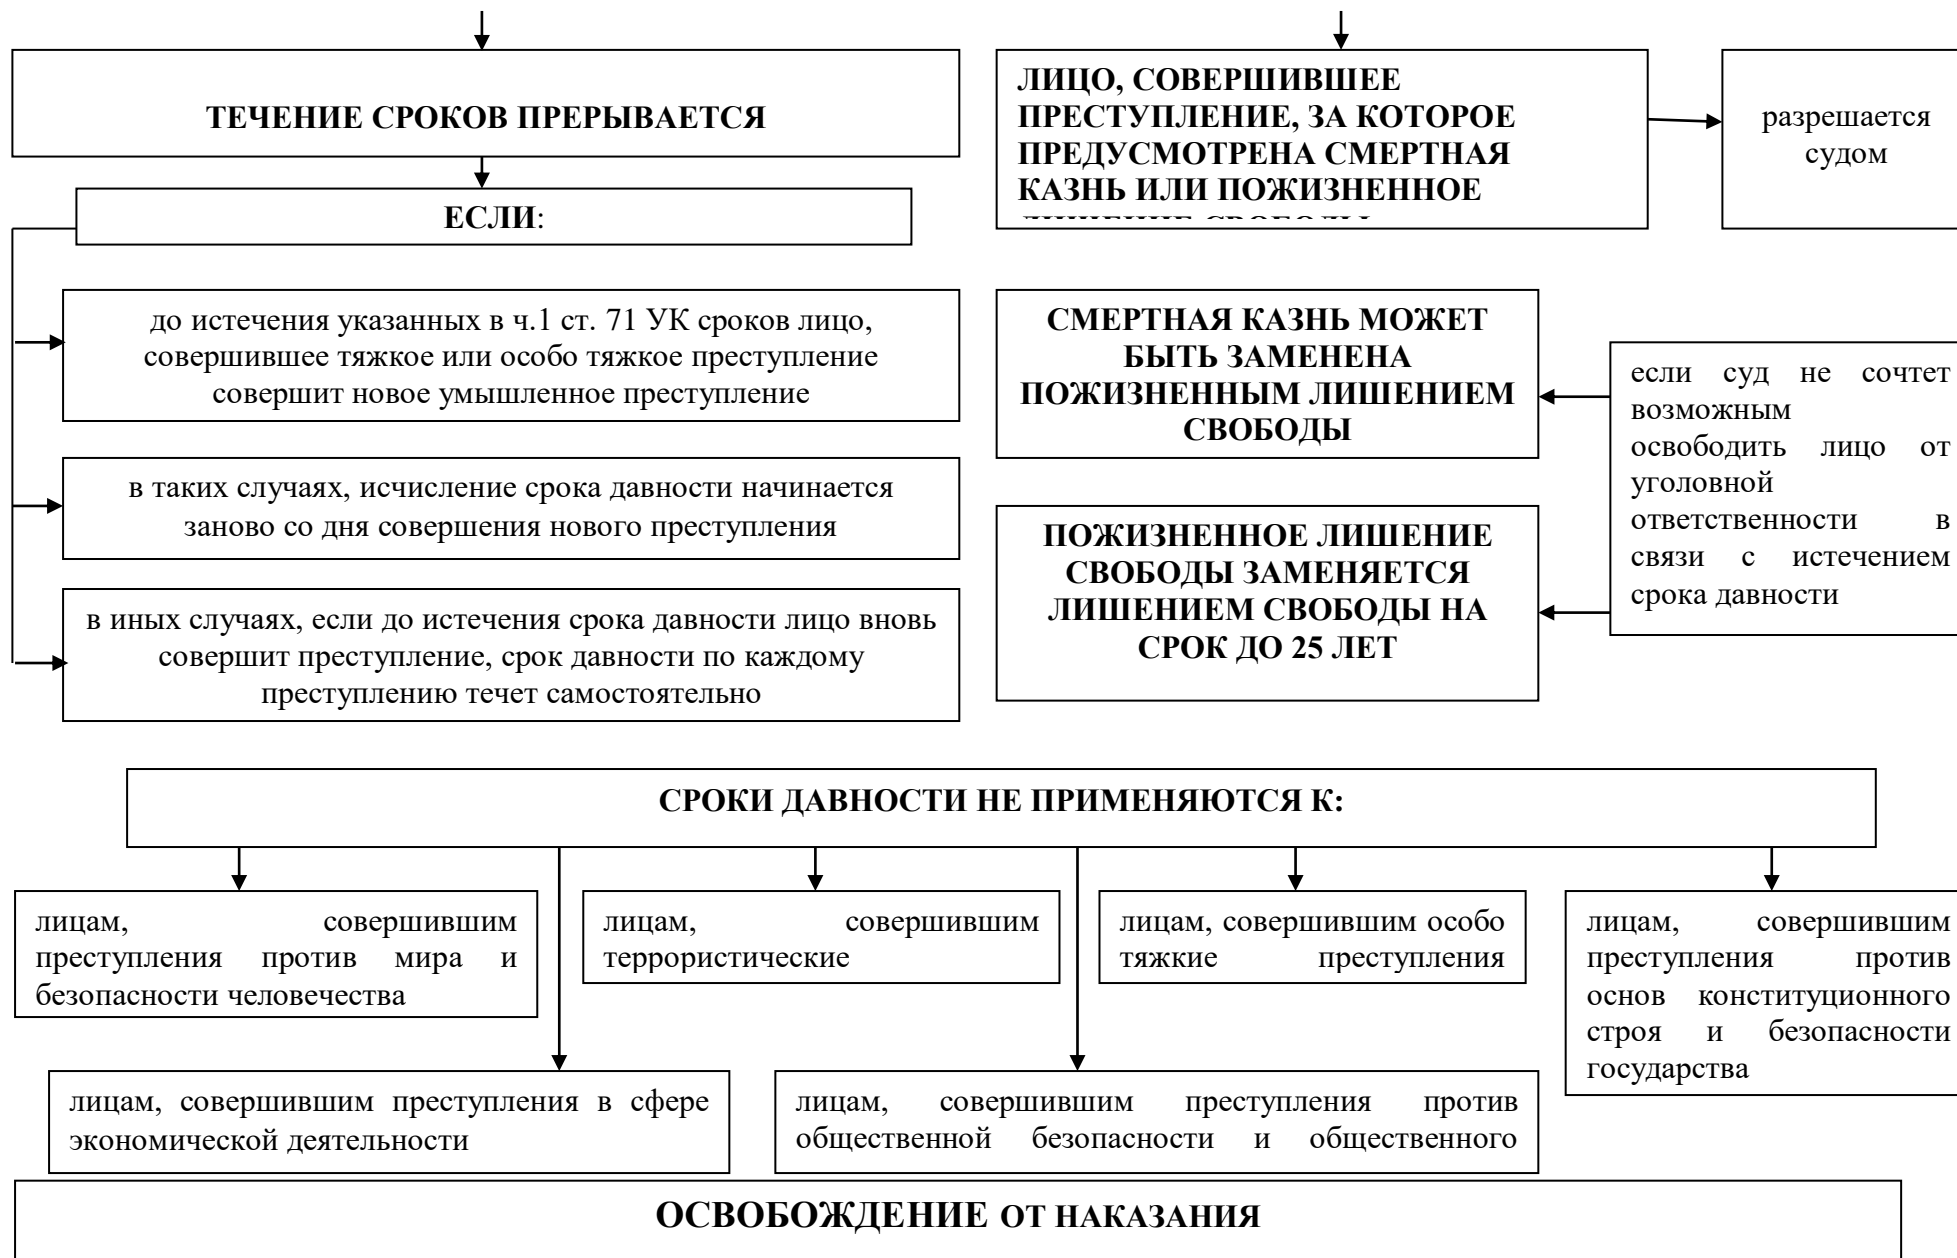 ТЕЧЕНИЕ СРОКОВ ПРЕРЫВАЕТСЯ
ЕСЛИ:
до истечения указанных в ч.1 ст. 71 УК сроков лицо,
совершившее тяжкое или особо тяжкое преступление
совершит новое умышленное преступление
в таких случаях, исчисление срока давности начинается
заново со дня совершения нового преступления
в иных случаях, если до истечения срока давности лицо вновь
совершит преступление, срок давности по каждому
преступлению течет самостоятельно
ЛИЦО, СОВЕРШИВШЕЕ
ПРЕСТУПЛЕНИЕ, ЗА КОТОРОЕ
ПРЕДУСМОТРЕНА СМЕРТНАЯ
КАЗНЬ ИЛИ ПОЖИЗНЕННОЕ
разрешается
судом
СМЕРТНАЯ КАЗНЬ МОЖЕТ
БЫТЬ ЗАМЕНЕНА
ПОЖИЗНЕННЫМ ЛИШЕНИЕМ
СВОБОДЫ
ПОЖИЗНЕННОЕ ЛИШЕНИЕ
СВОБОДЫ ЗАМЕНЯЕТСЯ
ЛИШЕНИЕМ СВОБОДЫ НА
СРОК ДО 25 ЛЕТ
если суд не сочтет
возможным
освободить лицо от
уголовной
ответственности в
связи с истечением
срока давности
СРОКИ ДАВНОСТИ НЕ ПРИМЕНЯЮТСЯ К:
лицам, совершившим
преступления против мира и
безопасности человечества
лицам, совершившим
террористические
лицам, совершившим особо
тяжкие преступления
лицам, совершившим
преступления против
основ конституционного
строя и безопасности
государства
лицам, совершившим преступления в сфере
экономической деятельности
лицам, совершившим преступления против
общественной безопасности и общественного
ОСВОБОЖДЕНИЕ ОТ НАКАЗАНИЯ